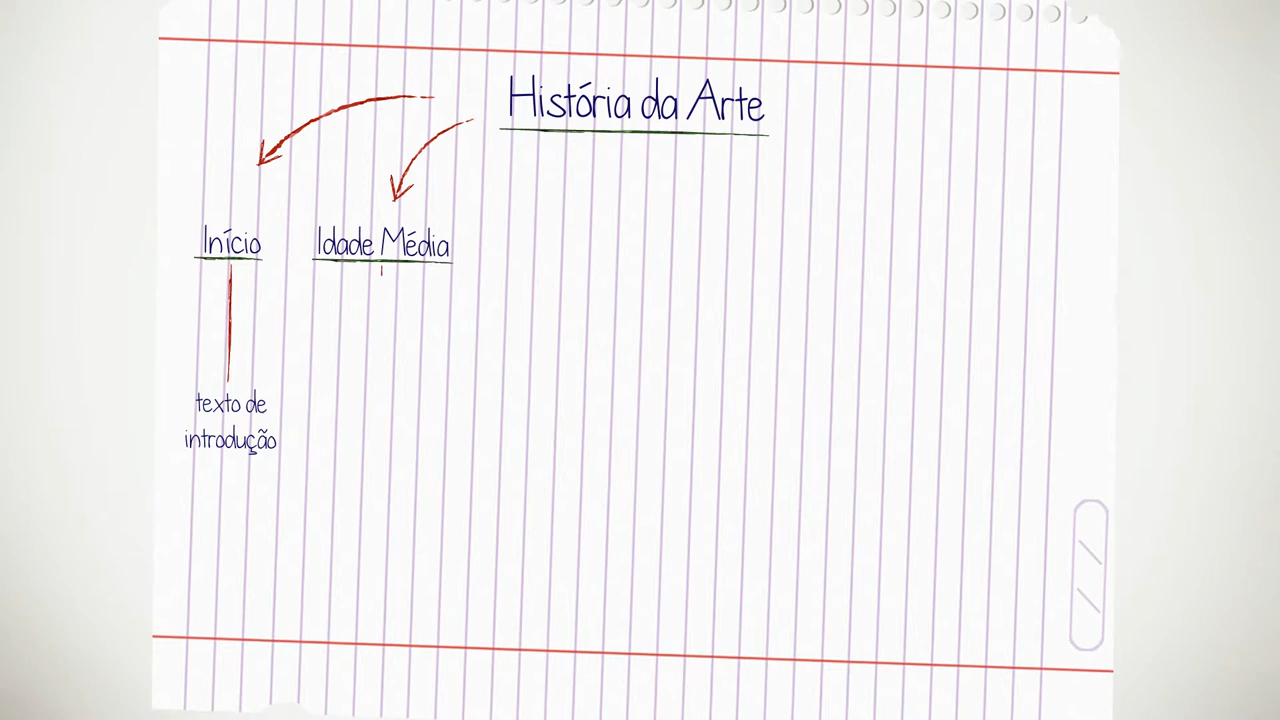 História da Arte
Início
Idade Média
texto de
introdução